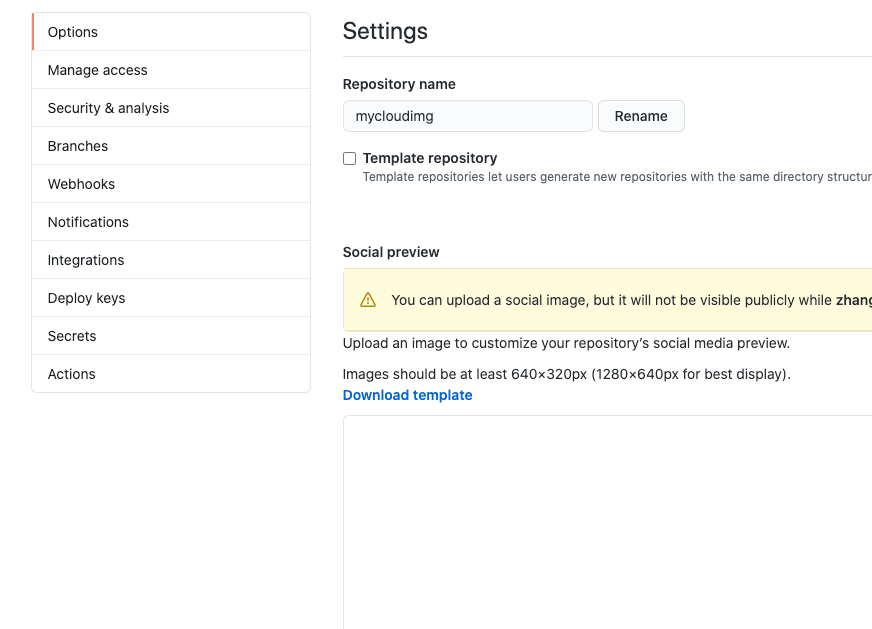 Options
Manage access
Security & analysis
Branches
Webhooks
Notifications
Integrations
Deploy keys
Secrets
Actions
Settings
Repository name
mycloudimg
Rename
Template repository
Template repositories let users generate new repositories with the same directory
Social preview
You can upload a social image, but it will not be visible publicly while
Upload an image to customize your repository’s social media preview.
Images should be at least 640×320px (1280×640px for best display).
Download template